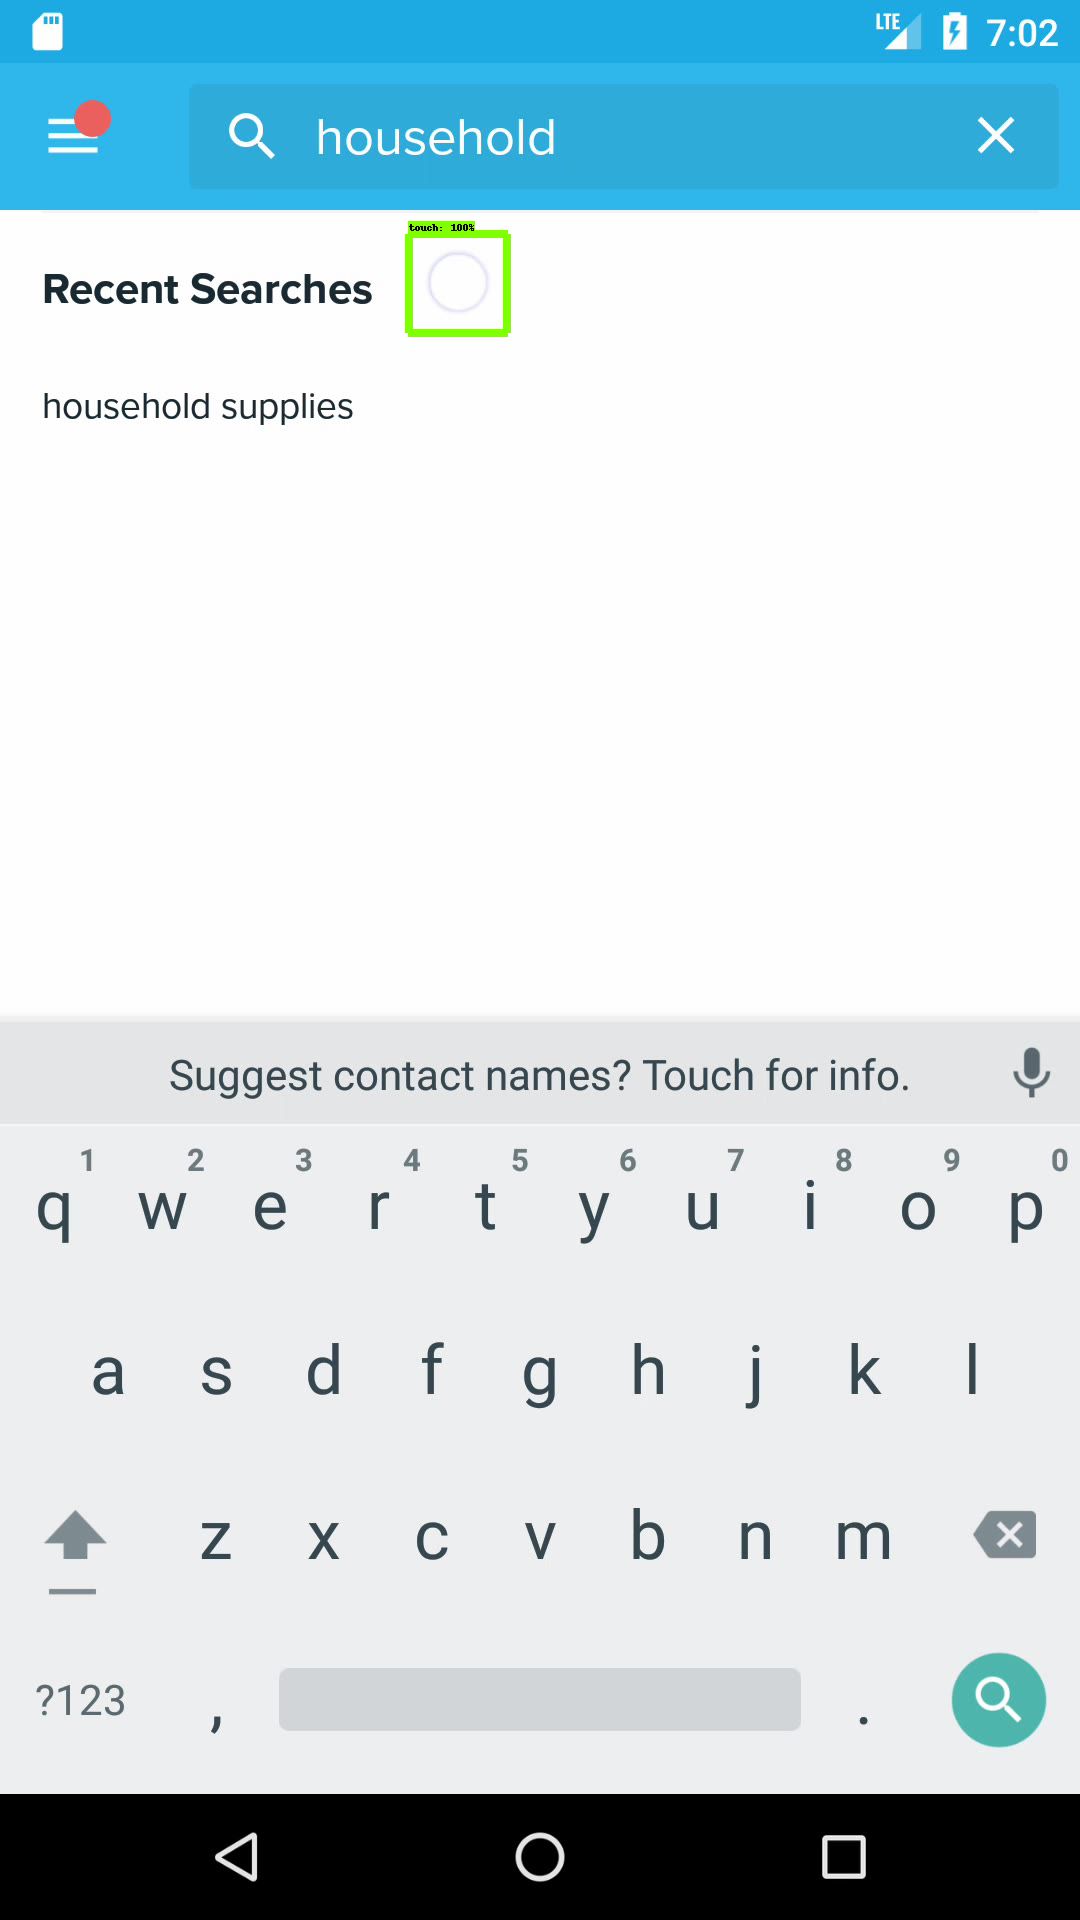 LTE 7:02
household
touch: 100%
Recent Searches
household supplies
Suggest contact names? Touch for info.
1 2 3 4 5 6 7 8 9 0
q w e r t y u i o p
a s d f g h j k l
z x c v b n m
?123 , .